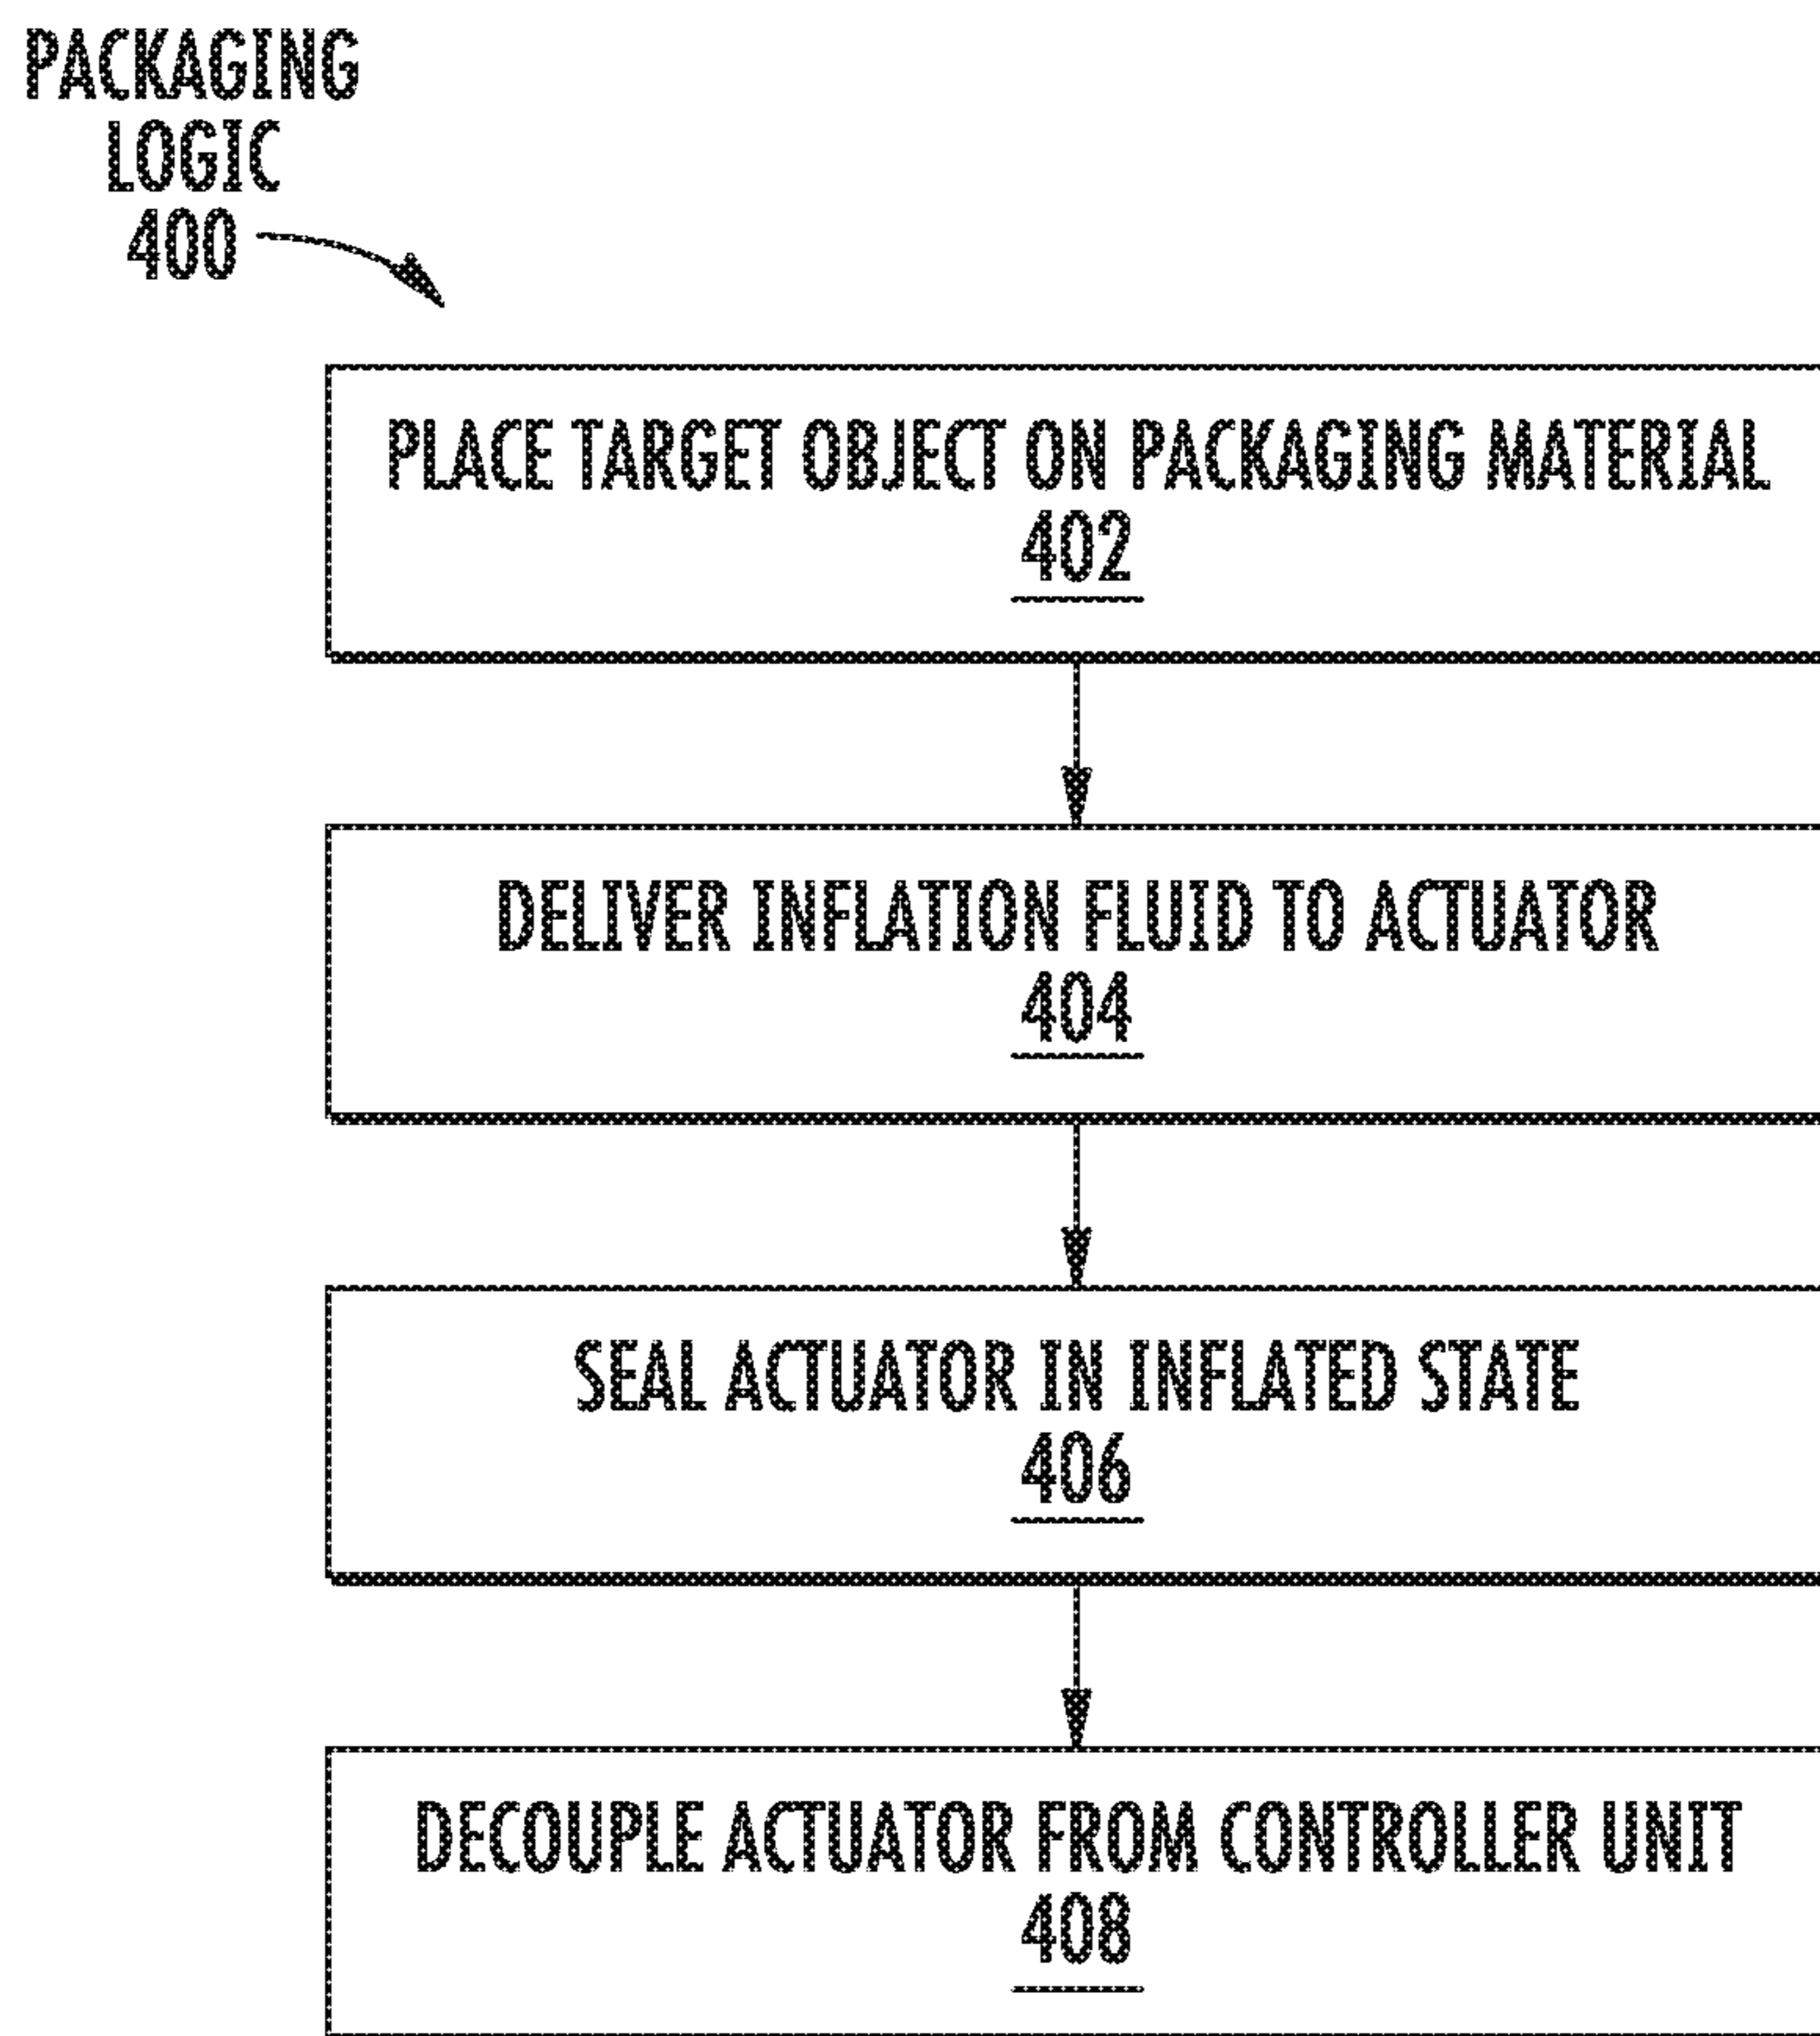 PACKAGING
LOGIC
400
PLACE TARGET OBJECT ON PACKAGING MATERIAL
402
DELIVER INFLATION FLUID TO ACTUATOR
404
SEAL ACTUATOR IN INFLATED STATE
406
DECOUPLE ACTUATOR FROM CONTROLLER UNIT
408